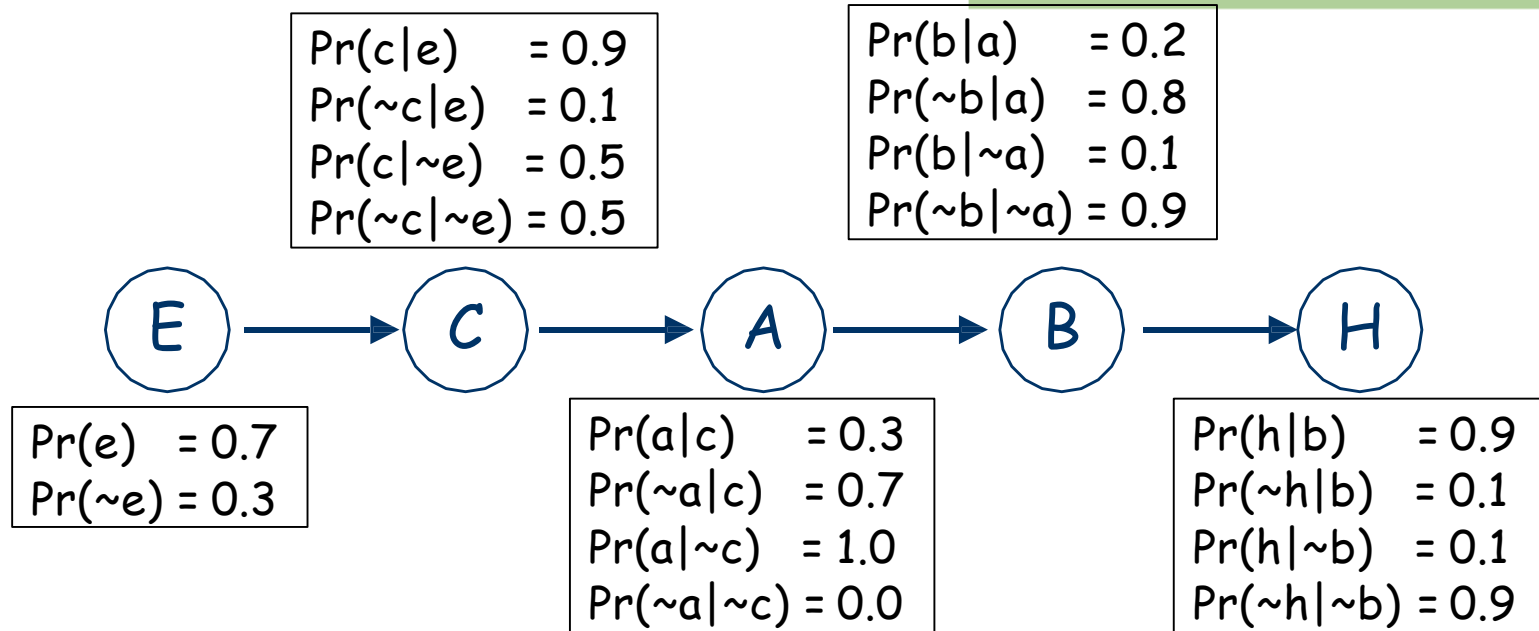 Pr(c|e) = 0.9
Pr(~c|e) = 0.1
Pr(c|~e) = 0.5
Pr(~c|~e) = 0.5
Pr(b|a) = 0.2
Pr(~b|a) = 0.8
Pr(b|~a) = 0.1
Pr(~b|~a) = 0.9
E
C
A
B
H
Pr(e) = 0.7
Pr(~e) = 0.3
Pr(a|c) = 0.3
Pr(~a|c) = 0.7
Pr(a|~c) = 1.0
Pr(~a|~c) = 0.0
Pr(h|b) = 0.9
Pr(~h|b) = 0.1
Pr(h|~b) = 0.1
Pr(~h|~b) = 0.9